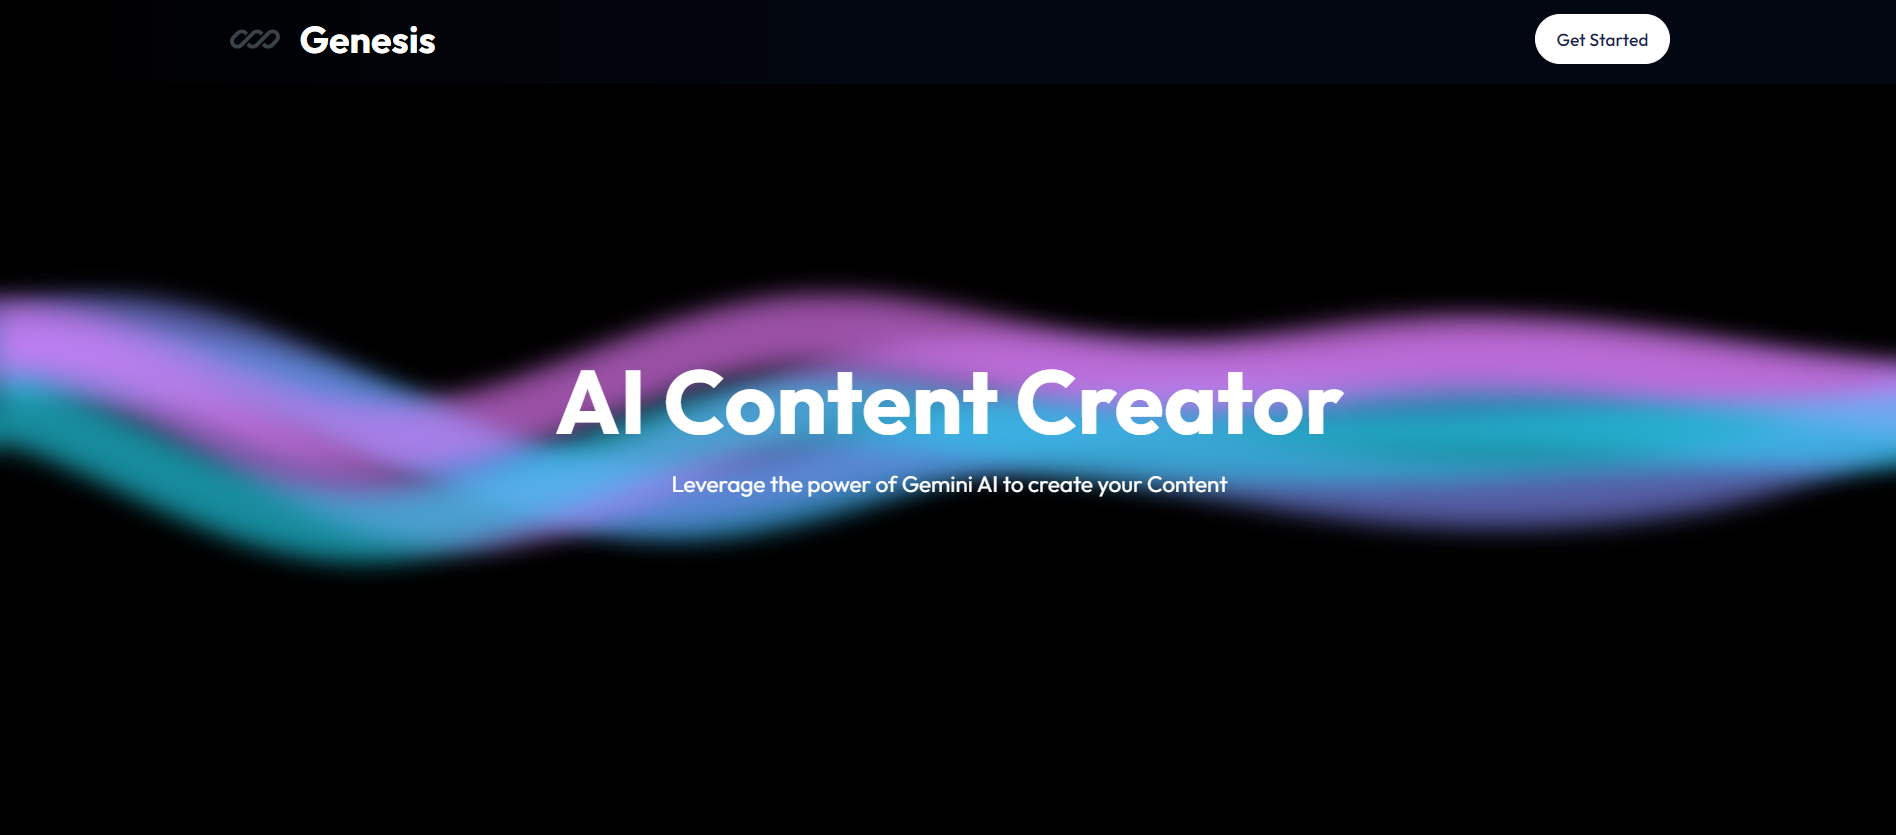 Genesis
Get Started
AI Content Creator
Leverage the power of Gemini AI to create your Content